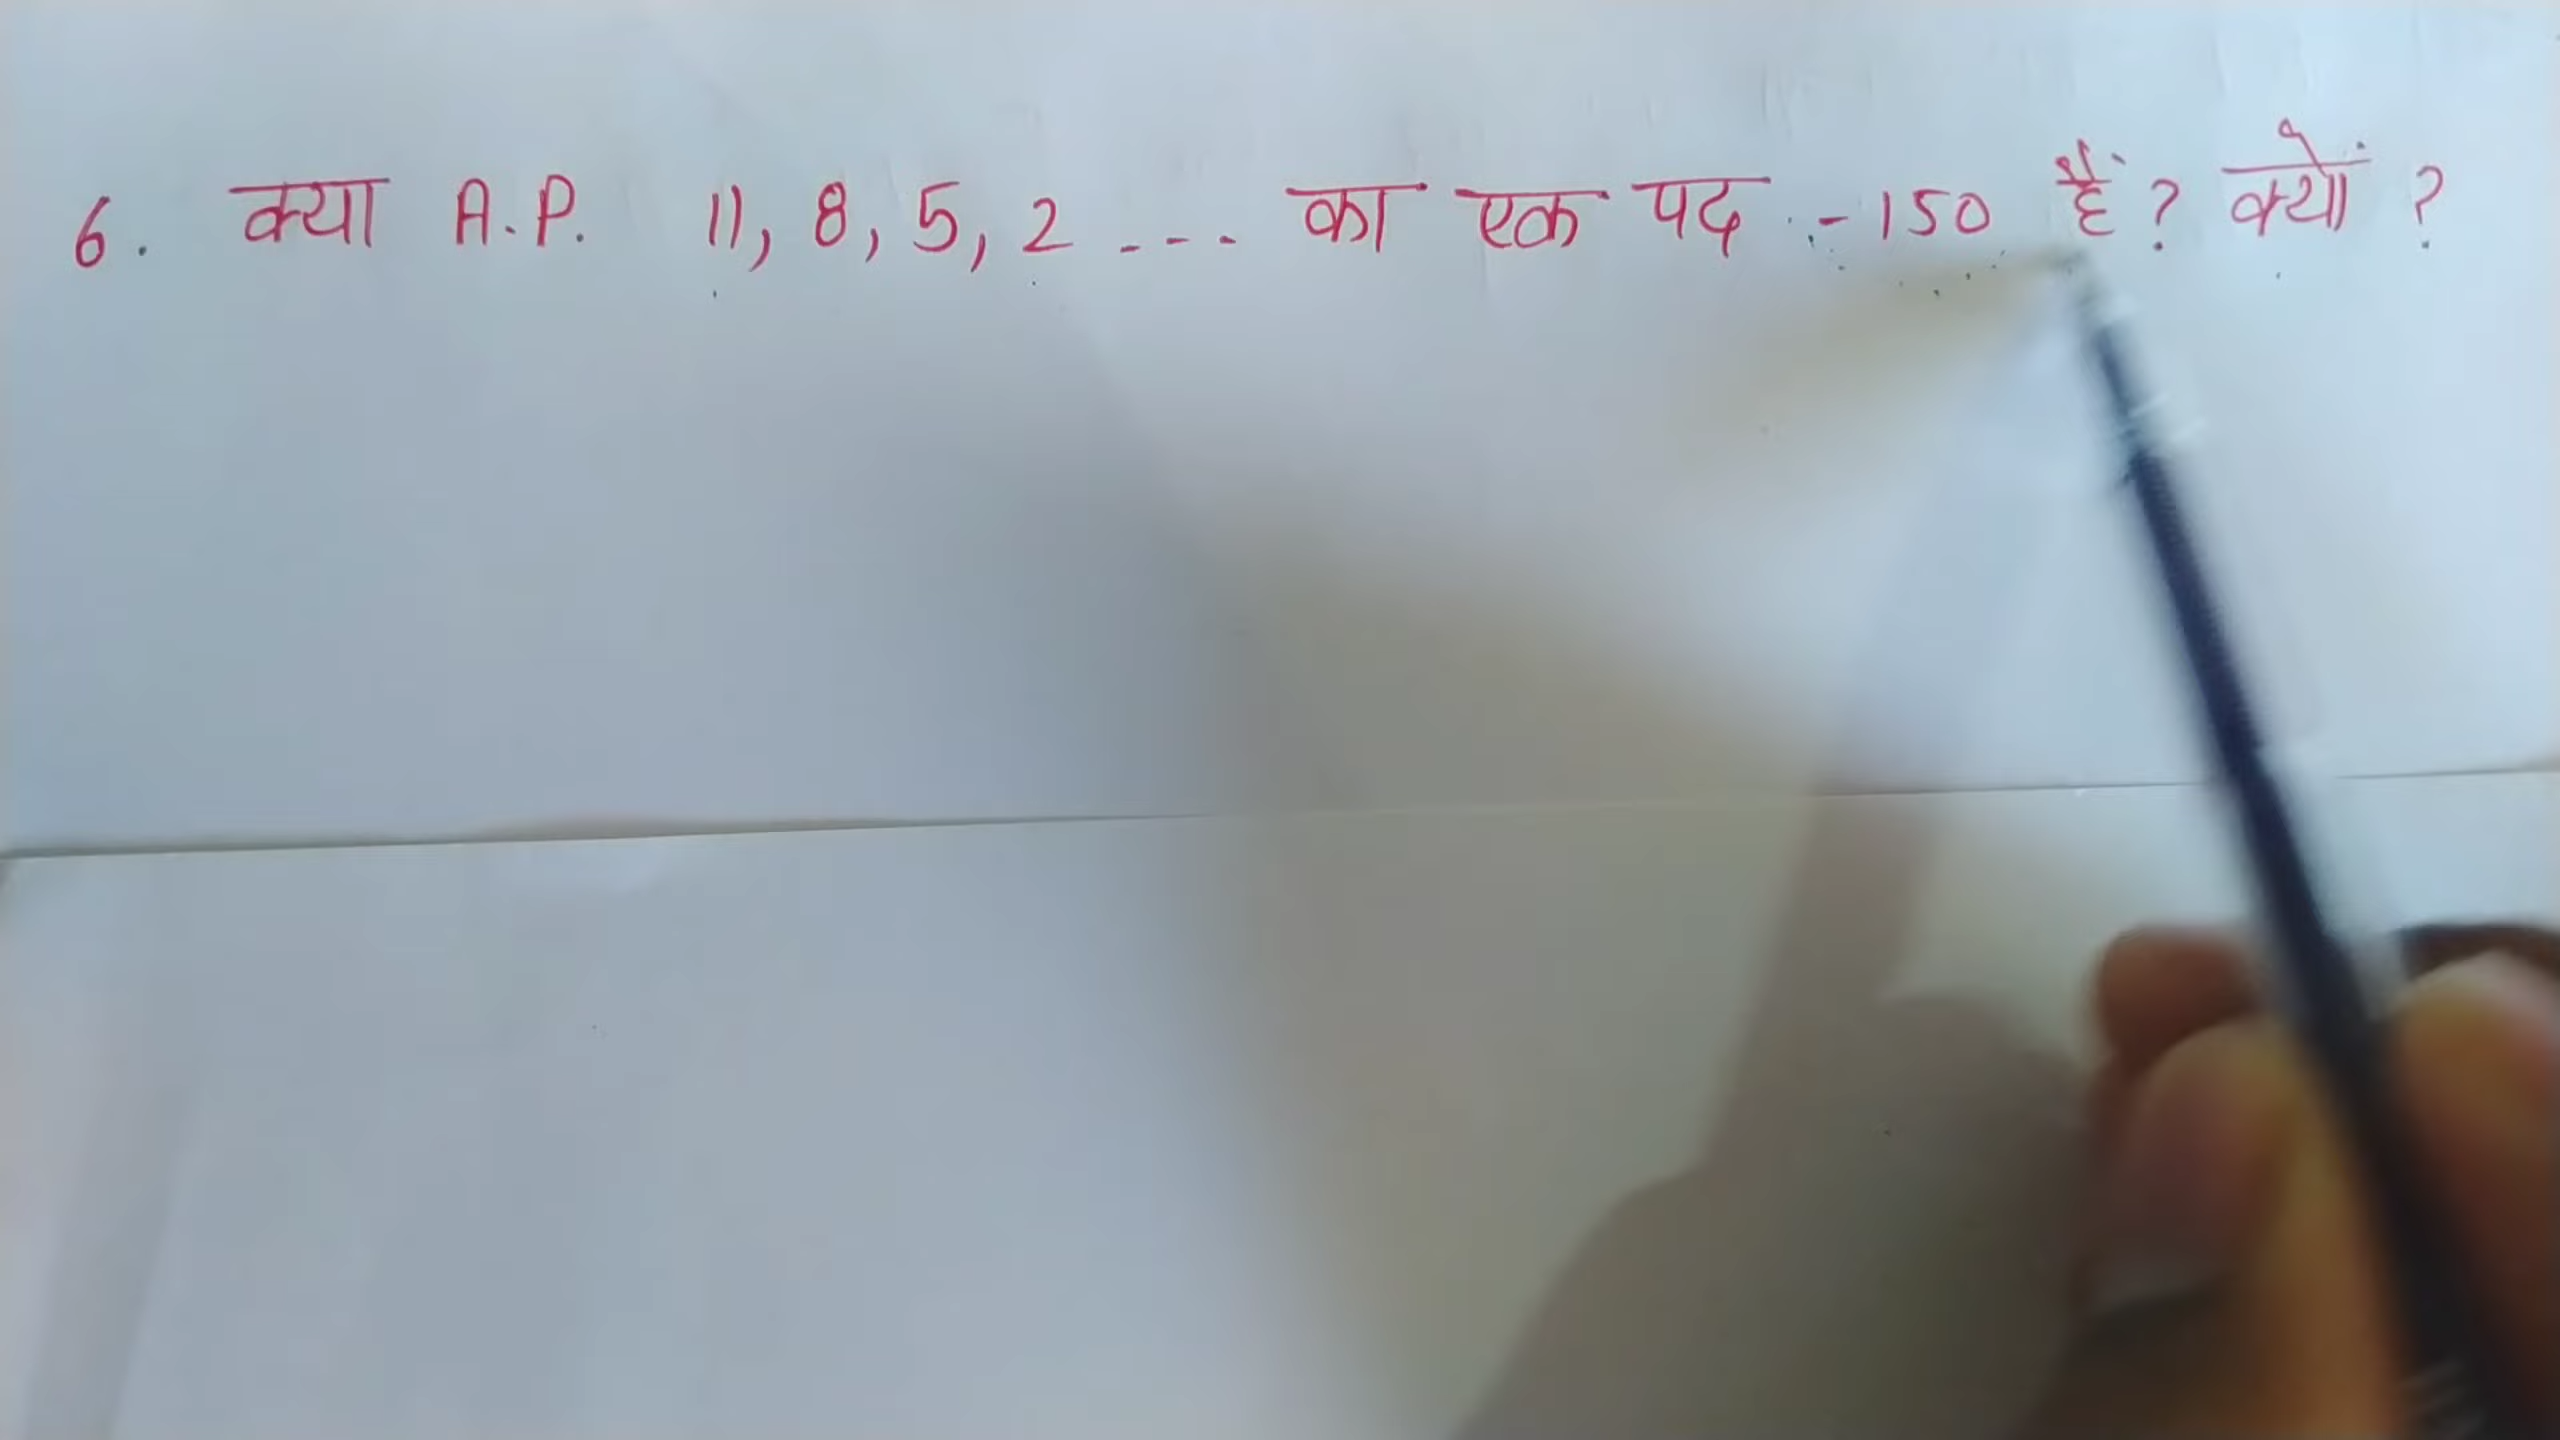 6. क्या A.P. 11, 8, 5, 2 ... का एक पद -150 है? क्यों?